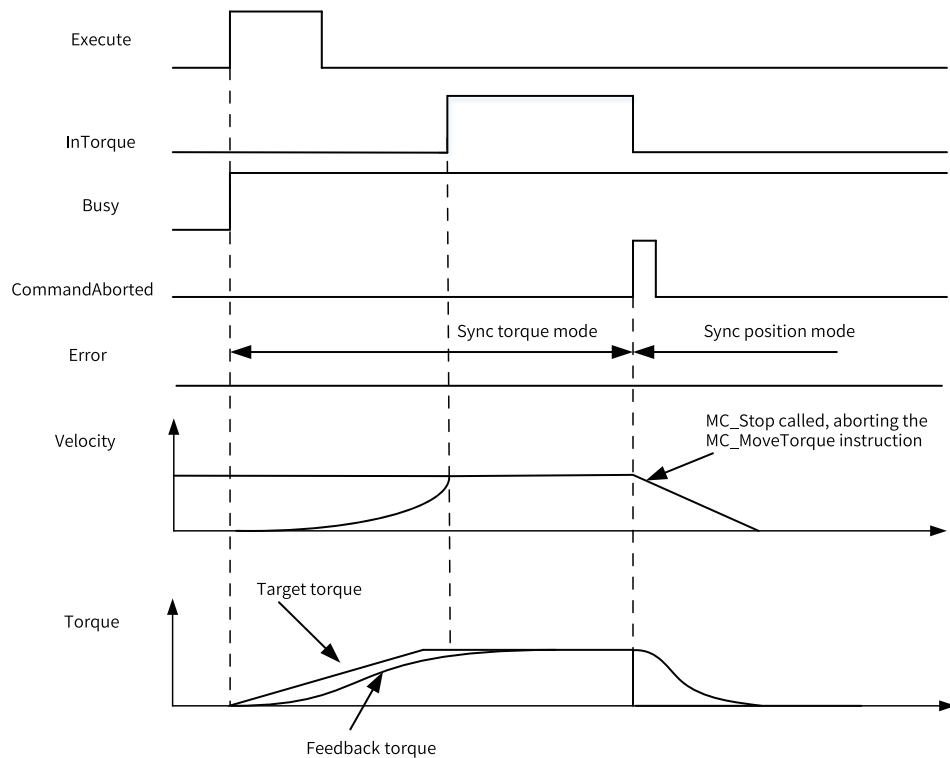 Execute
InTorque
Busy
CommandAborted
Sync torque mode
Sync position mode
Error
MC_Stop called, aborting the
MC_MoveTorque instruction
Velocity
Target torque
Torque
Feedback torque